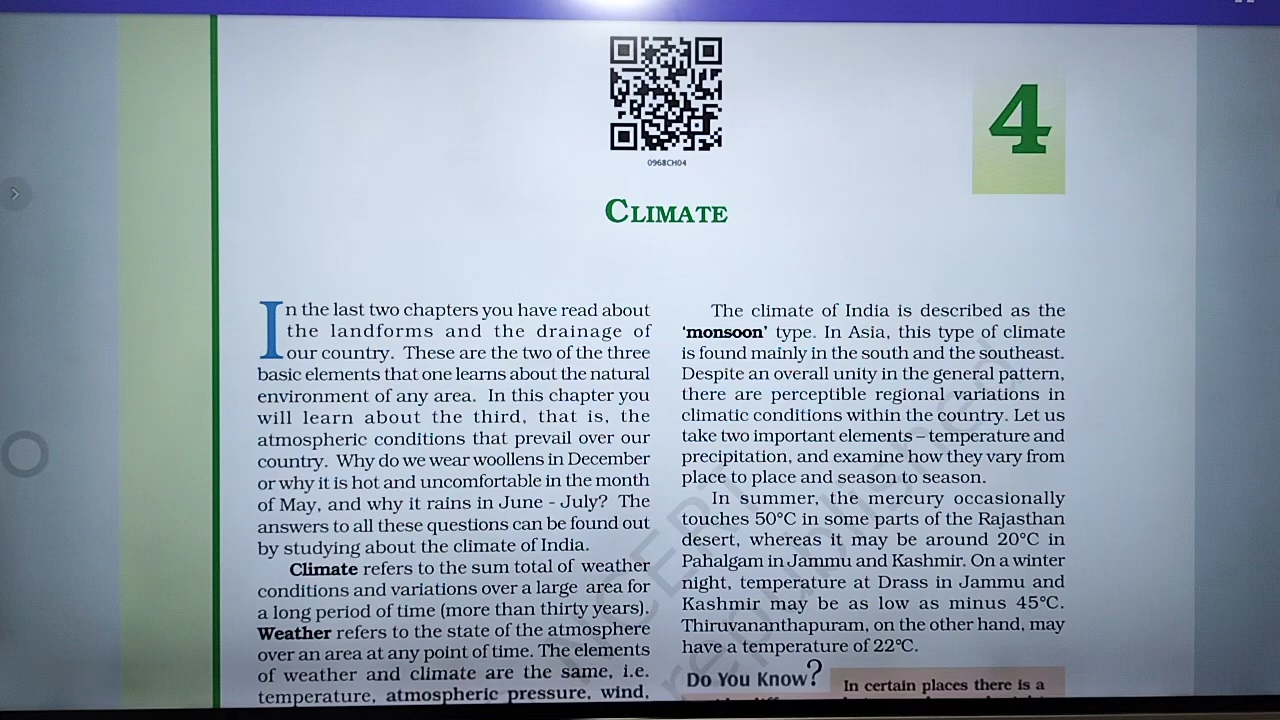 0968CH04
4
CLIMATE
In the last two chapters you have read about
the landforms and the drainage of
our country. These are the two of the three
basic elements that one learns about the natural
environment of any area. In this chapter you
will learn about the third, that is, the
atmospheric conditions that prevail over our
country. Why do we wear woollens in December
or why it is hot and uncomfortable in the month
of May, and why it rains in June - July? The
answers to all these questions can be found out
by studying about the climate of India.
Climate refers to the sum total of weather
conditions and variations over a large area for
a long period of time (more than thirty years).
Weather refers to the state of the atmosphere
over an area at any point of time. The elements
of weather and climate are the same, i.e.
temperature, atmospheric pressure, wind,
The climate of India is described as the
‘monsoon’ type. In Asia, this type of climate
is found mainly in the south and the southeast.
Despite an overall unity in the general pattern,
there are perceptible regional variations in
climatic conditions within the country. Let us
take two important elements – temperature and
precipitation, and examine how they vary from
place to place and season to season.
In summer, the mercury occasionally
touches 50°C in some parts of the Rajasthan
desert, whereas it may be around 20°C in
Pahalgam in Jammu and Kashmir. On a winter
night, temperature at Drass in Jammu and
Kashmir may be as low as minus 45°C.
Thiruvananthapuram, on the other hand, may
have a temperature of 22°C.
Do You Know?
In certain places there is a
NCERT
republished